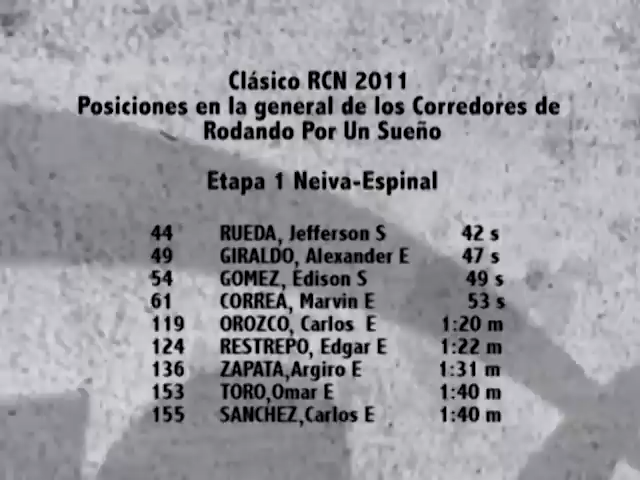 Clásico RCN 2011
Posiciones en la general de los Corredores de
Rodando Por Un Sueño
Etapa 1 Neiva-Espinal
44 RUEDA, Jefferson S 42 s
49 GIRALDO, Alexander E 47 s
54 GOMEZ, Edison S 49 s
61 CORREA, Marvin E 53 s
119 OROZCO, Carlos E 1:20 m
124 RESTREPO, Edgar E 1:22 m
136 ZAPATA,Argiro E 1:31 m
153 TORO,Omar E 1:40 m
155 SANCHEZ,Carlos E 1:40 m